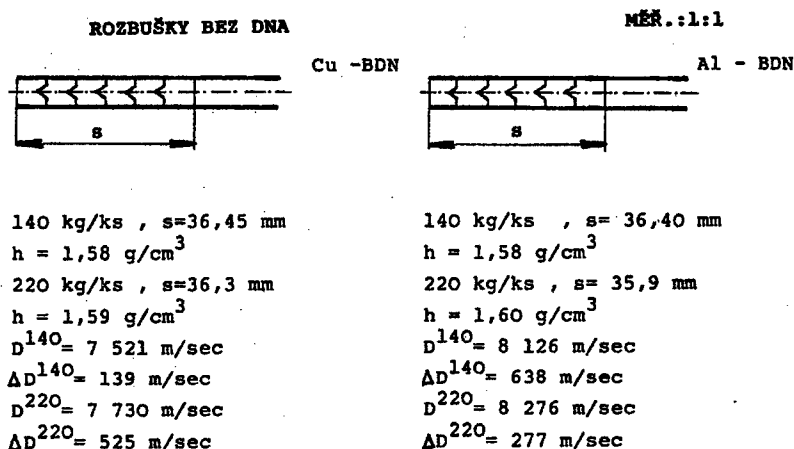 ROZBUŠKY BEZ DNA
MĚŘ.:1:1
Cu -BDN
s
140 kg/ks , s=36,45 mm
h = 1,58 g/cm³
220 kg/ks , s=36,3 mm
h = 1,59 g/cm³
D¹⁴⁰= 7 521 m/sec
ΔD¹⁴⁰= 139 m/sec
D²²⁰= 7 730 m/sec
ΔD²²⁰= 525 m/sec
Al - BDN
s
140 kg/ks , s= 36,40 mm
h = 1,58 g/cm³
220 kg/ks , s= 35,9 mm
h = 1,60 g/cm³
D¹⁴⁰= 8 126 m/sec
ΔD¹⁴⁰= 638 m/sec
D²²⁰= 8 276 m/sec
ΔD²²⁰= 277 m/sec